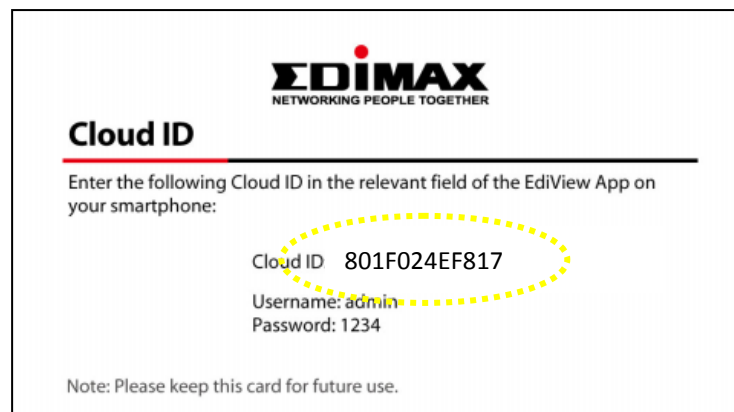 EDIMAX
NETWORKING PEOPLE TOGETHER
Cloud ID
Enter the following Cloud ID in the relevant field of the EdiView App on
your smartphone:
Cloud ID 801F024EF817
Username: admin
Password: 1234
Note: Please keep this card for future use.